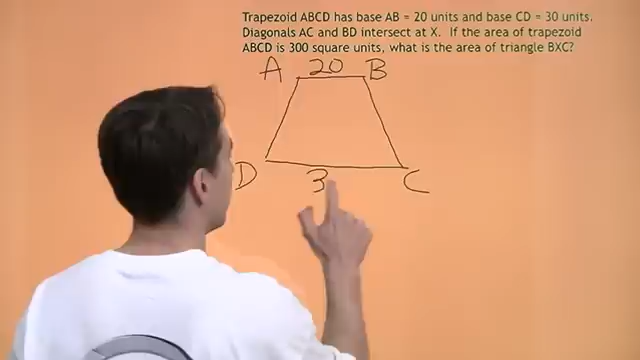 Trapezoid ABCD has base AB = 20 units and base CD = 30 units.
Diagonals AC and BD intersect at X. If the area of trapezoid
ABCD is 300 square units, what is the area of triangle BXC?
A 20 B
D 3 C